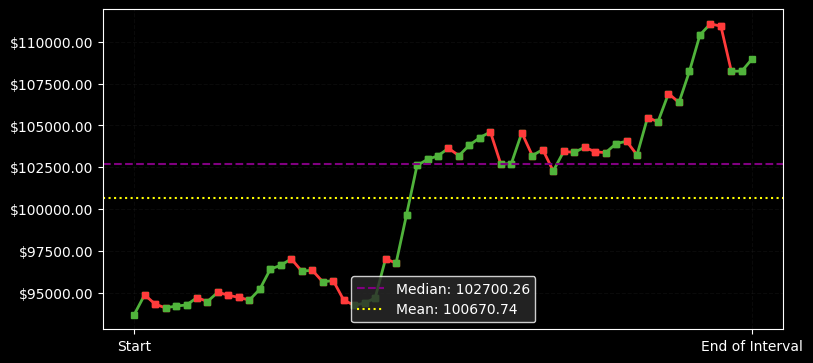 $110000.00
$107500.00
$105000.00
$102500.00
$100000.00
$97500.00
$95000.00
Median: 102700.26
Mean: 100670.74
Start
End of Interval